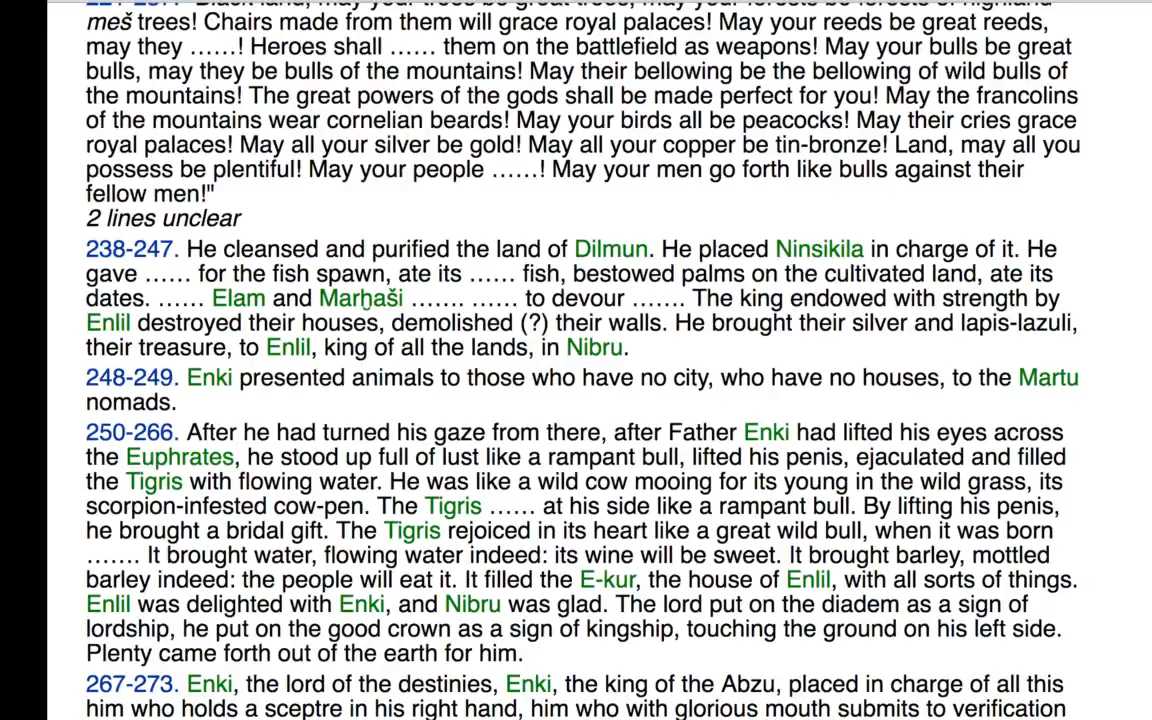 meš trees! Chairs made from them will grace royal palaces! May your reeds be great reeds,
may they ......! Heroes shall ...... them on the battlefield as weapons! May your bulls be great
bulls, may they be bulls of the mountains! May their bellowing be the bellowing of wild bulls of
the mountains! The great powers of the gods shall be made perfect for you! May the francolins
of the mountains wear cornelian beards! May your birds all be peacocks! May their cries grace
royal palaces! May all your silver be gold! May all your copper be tin-bronze! Land, may all you
possess be plentiful! May your people ......! May your men go forth like bulls against their
fellow men!"
2 lines unclear
238-247. He cleansed and purified the land of Dilmun. He placed Ninsikila in charge of it. He
gave ...... for the fish spawn, ate its ...... fish, bestowed palms on the cultivated land, ate its
dates. ...... Elam and Marḫaši ....... ...... to devour ....... The king endowed with strength by
Enlil destroyed their houses, demolished (?) their walls. He brought their silver and lapis-lazuli,
their treasure, to Enlil, king of all the lands, in Nibru.
248-249. Enki presented animals to those who have no city, who have no houses, to the Martu
nomads.
250-266. After he had turned his gaze from there, after Father Enki had lifted his eyes across
the Euphrates, he stood up full of lust like a rampant bull, lifted his penis, ejaculated and filled
the Tigris with flowing water. He was like a wild cow mooing for its young in the wild grass, its
scorpion-infested cow-pen. The Tigris ...... at his side like a rampant bull. By lifting his penis,
he brought a bridal gift. The Tigris rejoiced in its heart like a great wild bull, when it was born
....... It brought water, flowing water indeed: its wine will be sweet. It brought barley, mottled
barley indeed: the people will eat it. It filled the E-kur, the house of Enlil, with all sorts of things.
Enlil was delighted with Enki, and Nibru was glad. The lord put on the diadem as a sign of
lordship, he put on the good crown as a sign of kingship, touching the ground on his left side.
Plenty came forth out of the earth for him.
267-273. Enki, the lord of the destinies, Enki, the king of the Abzu, placed in charge of all this
him who holds a sceptre in his right hand, him who with glorious mouth submits to verification